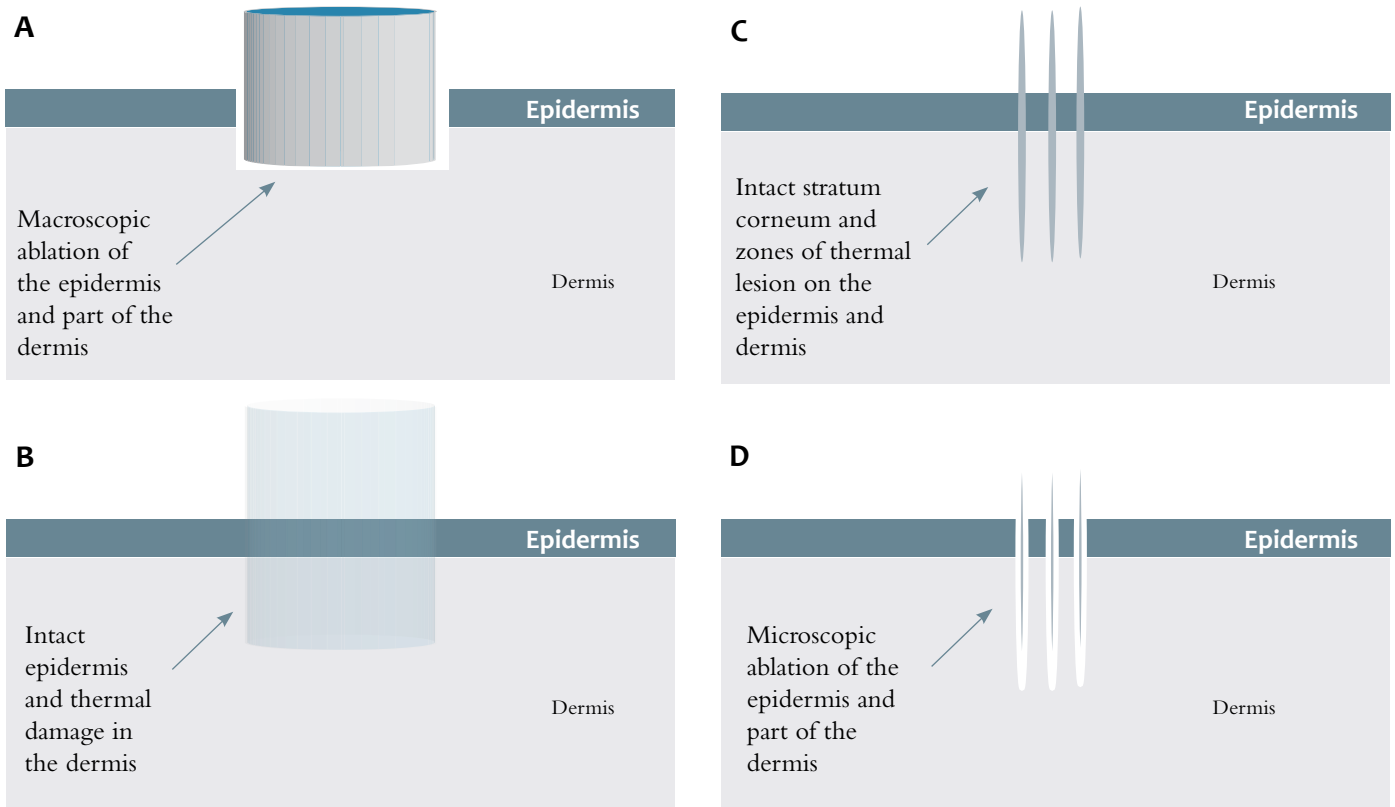 A
Epidermis
Macroscopic
ablation of
the epidermis
and part of the
dermis
Dermis
B
Epidermis
Intact
epidermis
and thermal
damage in
the dermis
Dermis
C
Epidermis
Intact stratum
corneum and
zones of thermal
lesion on the
epidermis and
dermis
Dermis
D
Epidermis
Microscopic
ablation of the
epidermis and
part of the
dermis
Dermis